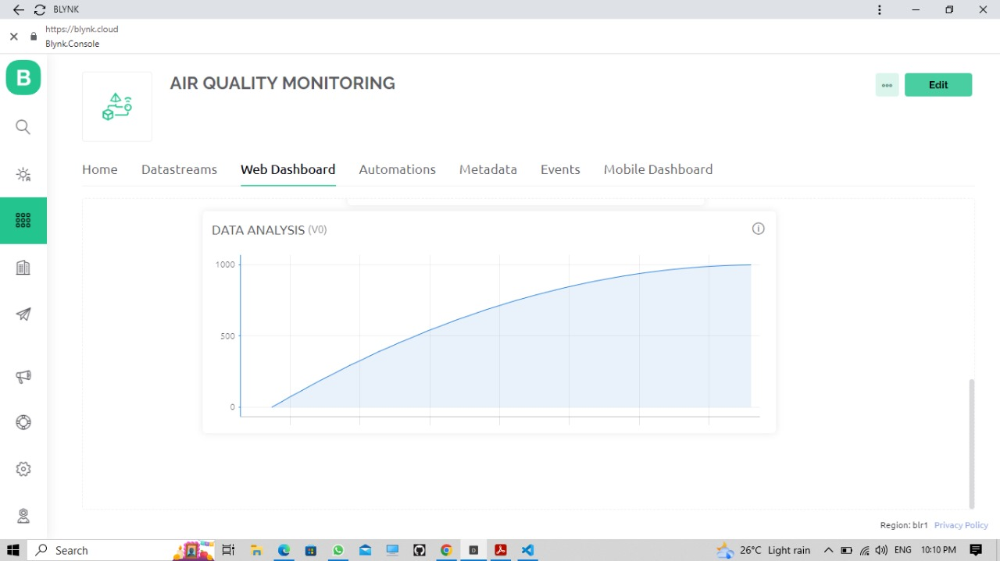 BLYNK
https://blynk.cloud
Blynk.Console
B
AIR QUALITY MONITORING
Edit
Home Datastreams Web Dashboard Automations Metadata Events Mobile Dashboard
DATA ANALYSIS (V0)
1000
500
0
Region: blr1 Privacy Policy
Search
26°C Light rain
ENG
10:10 PM